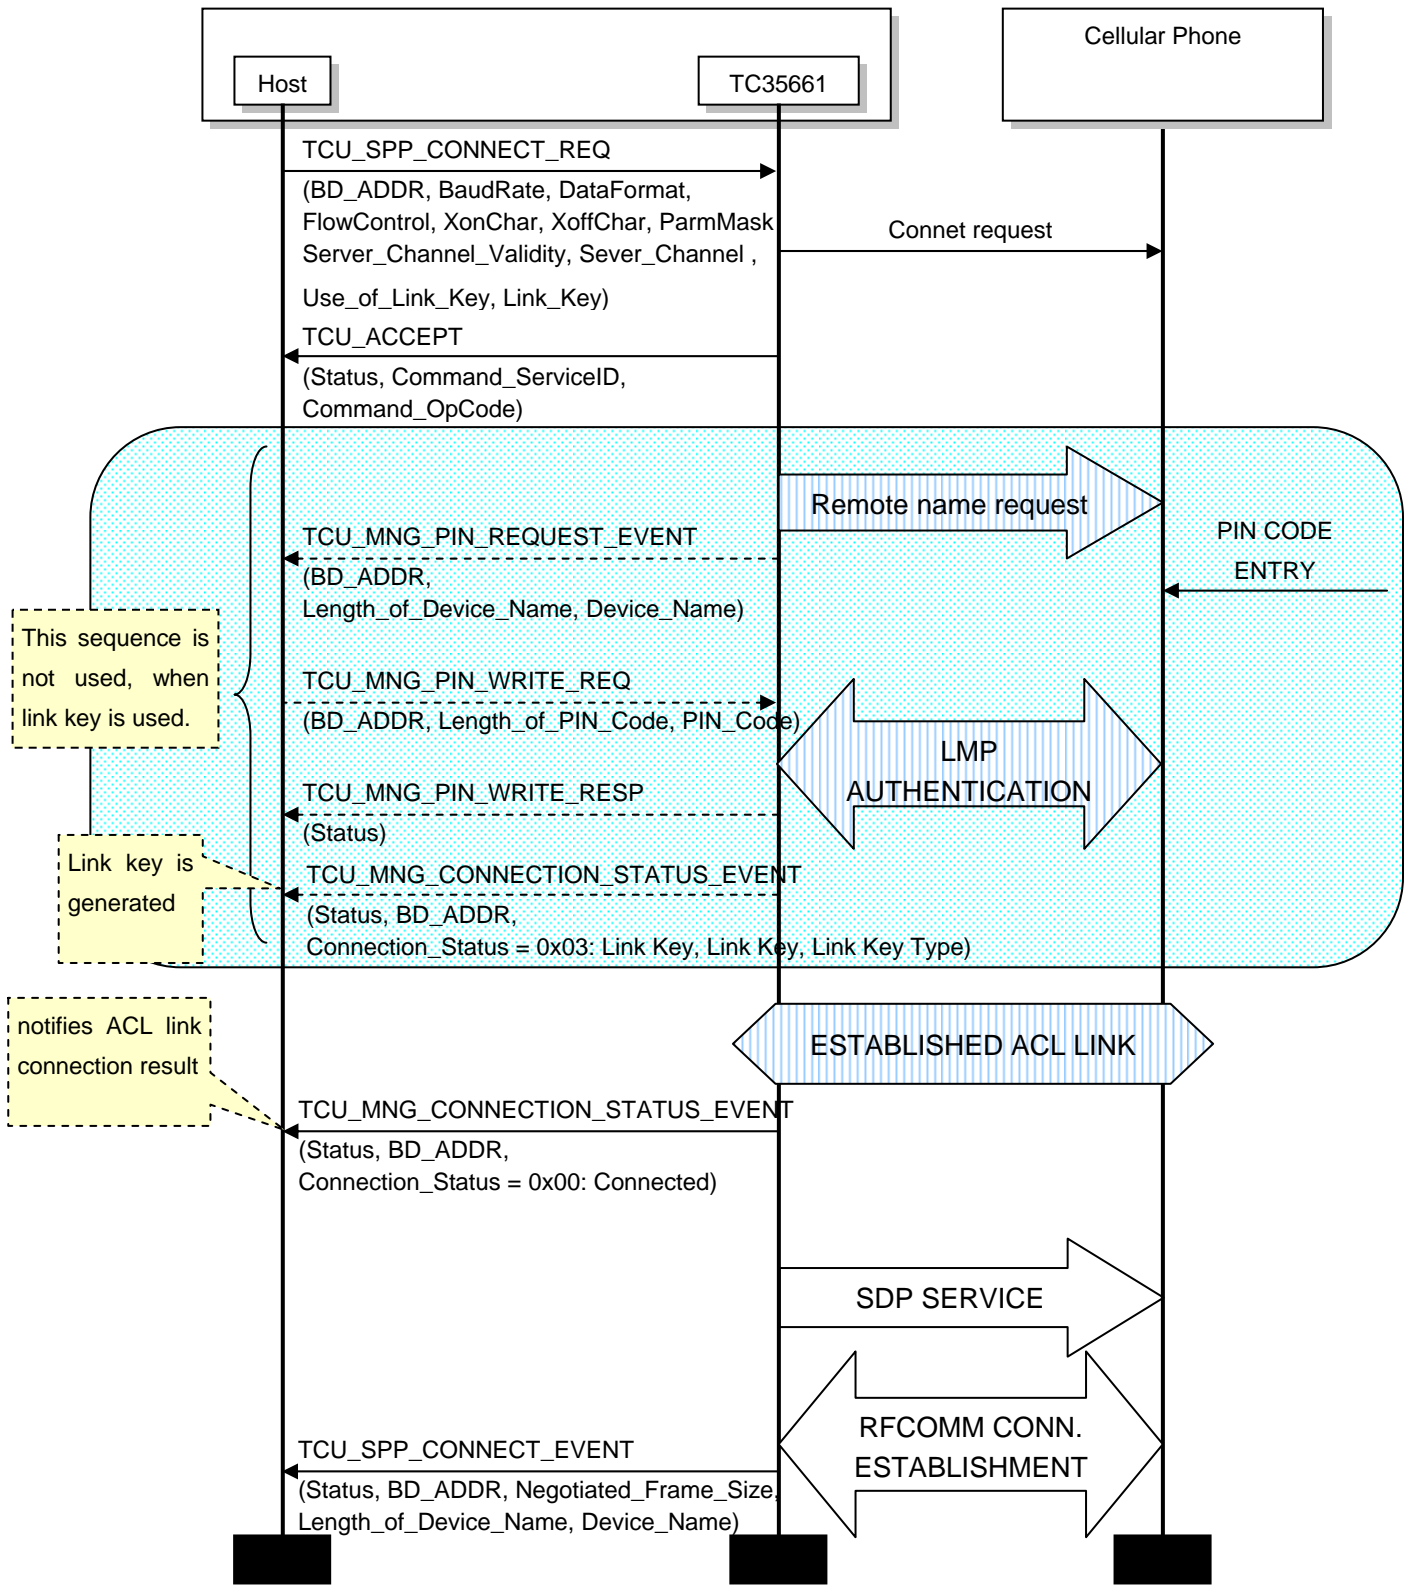 Cellular Phone
Host
TC35661
TCU_SPP_CONNECT_REQ
(BD_ADDR, BaudRate, DataFormat,
FlowControl, XonChar, XoffChar, ParmMask
Server_Channel_Validity, Sever_Channel ,
Use_of_Link_Key, Link_Key)
Connet request
TCU_ACCEPT
(Status, Command_ServiceID,
Command_OpCode)
Remote name request
TCU_MNG_PIN_REQUEST_EVENT
(BD_ADDR,
Length_of_Device_Name, Device_Name)
PIN CODE
ENTRY
This sequence is
not used, when
link key is used.
TCU_MNG_PIN_WRITE_REQ
(BD_ADDR, Length_of_PIN_Code, PIN_Code)
LMP
AUTHENTICATION
TCU_MNG_PIN_WRITE_RESP
(Status)
Link key is
generated
TCU_MNG_CONNECTION_STATUS_EVENT
(Status, BD_ADDR,
Connection_Status = 0x03: Link Key, Link Key, Link Key Type)
notifies ACL link
connection result
ESTABLISHED ACL LINK
TCU_MNG_CONNECTION_STATUS_EVENT
(Status, BD_ADDR,
Connection_Status = 0x00: Connected)
SDP SERVICE
RFCOMM CONN.
ESTABLISHMENT
TCU_SPP_CONNECT_EVENT
(Status, BD_ADDR, Negotiated_Frame_Size,
Length_of_Device_Name, Device_Name)